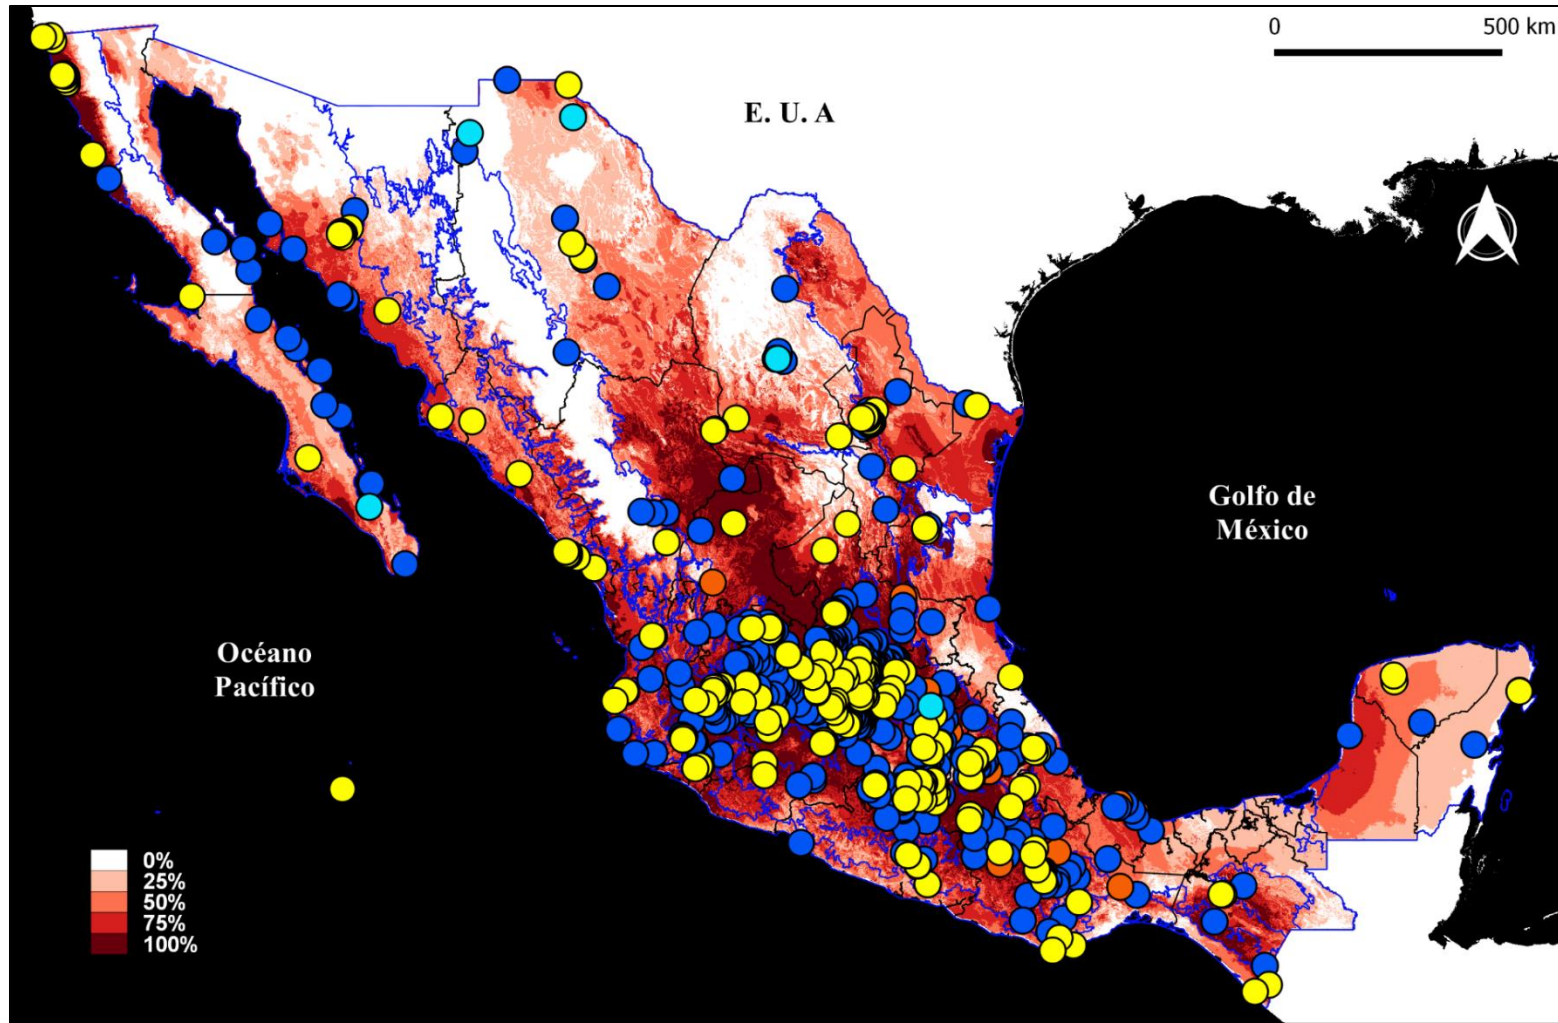 0 500 km
E. U. A
Golfo de
México
Océano
Pacífico
0%
25%
50%
75%
100%